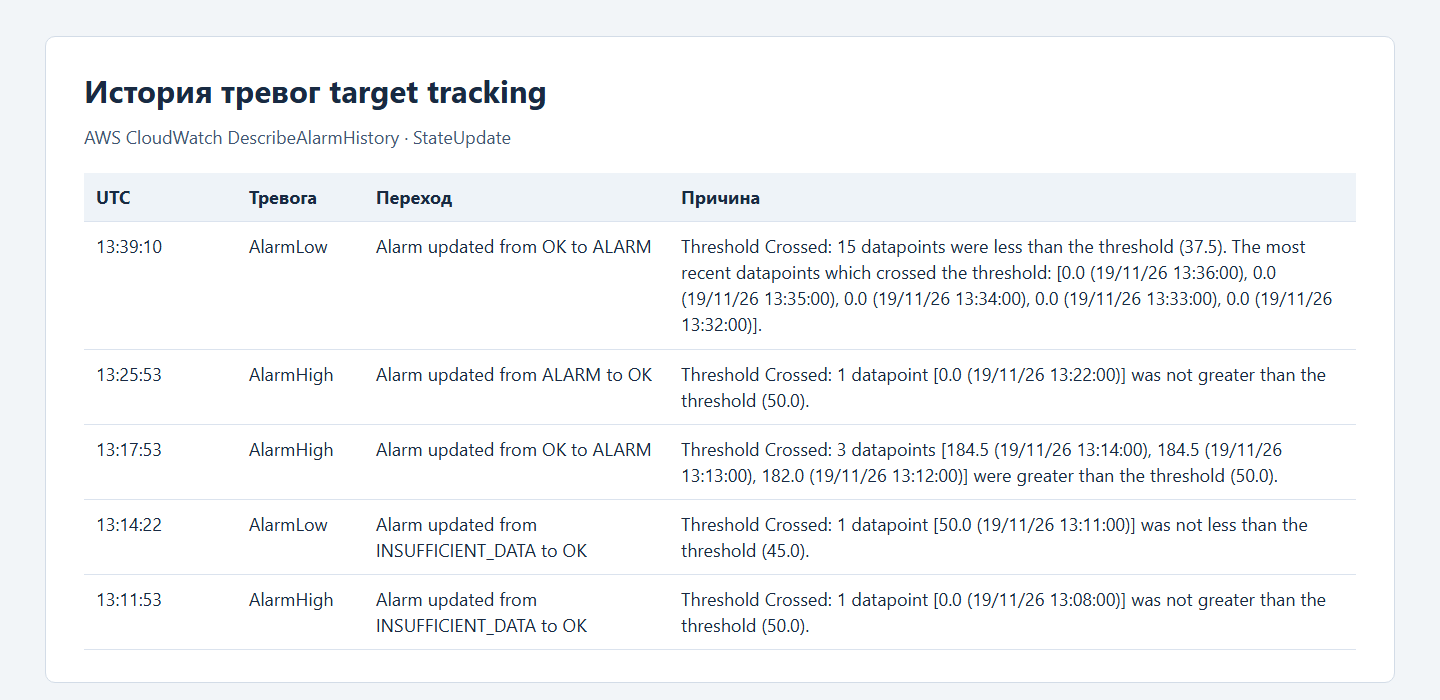 История тревог target tracking
AWS CloudWatch DescribeAlarmHistory · StateUpdate
UTC Тревога Переход Причина
13:39:10 AlarmLow Alarm updated from OK to ALARM Threshold Crossed: 15 datapoints were less than the threshold (37.5). The most
recent datapoints which crossed the threshold: [0.0 (19/11/26 13:36:00), 0.0
(19/11/26 13:35:00), 0.0 (19/11/26 13:34:00), 0.0 (19/11/26 13:33:00), 0.0 (19/11/26
13:32:00)].
13:25:53 AlarmHigh Alarm updated from ALARM to OK Threshold Crossed: 1 datapoint [0.0 (19/11/26 13:22:00)] was not greater than the
threshold (50.0).
13:17:53 AlarmHigh Alarm updated from OK to ALARM Threshold Crossed: 3 datapoints [184.5 (19/11/26 13:14:00), 184.5 (19/11/26
13:13:00), 182.0 (19/11/26 13:12:00)] were greater than the threshold (50.0).
13:14:22 AlarmLow Alarm updated from Threshold Crossed: 1 datapoint [50.0 (19/11/26 13:11:00)] was not less than the
INSUFFICIENT_DATA to OK threshold (45.0).
13:11:53 AlarmHigh Alarm updated from Threshold Crossed: 1 datapoint [0.0 (19/11/26 13:08:00)] was not greater than the
INSUFFICIENT_DATA to OK threshold (50.0).